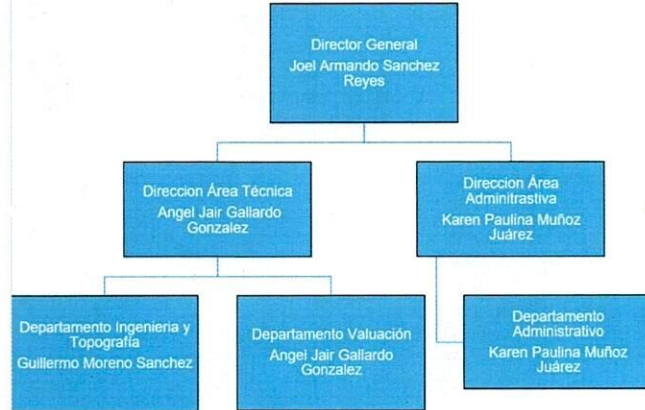 Director General
Joel Armando Sanchez
Reyes
Direccion Área Técnica
Angel Jair Gallardo
Gonzalez
Direccion Área
Adminitrastiva
Karen Paulina Muñoz
Juárez
Departamento Ingenieria y
Topografía
Guillermo Moreno Sanchez
Departamento Valuación
Angel Jair Gallardo
Gonzalez
Departamento
Administrativo
Karen Paulina Muñoz
Juárez